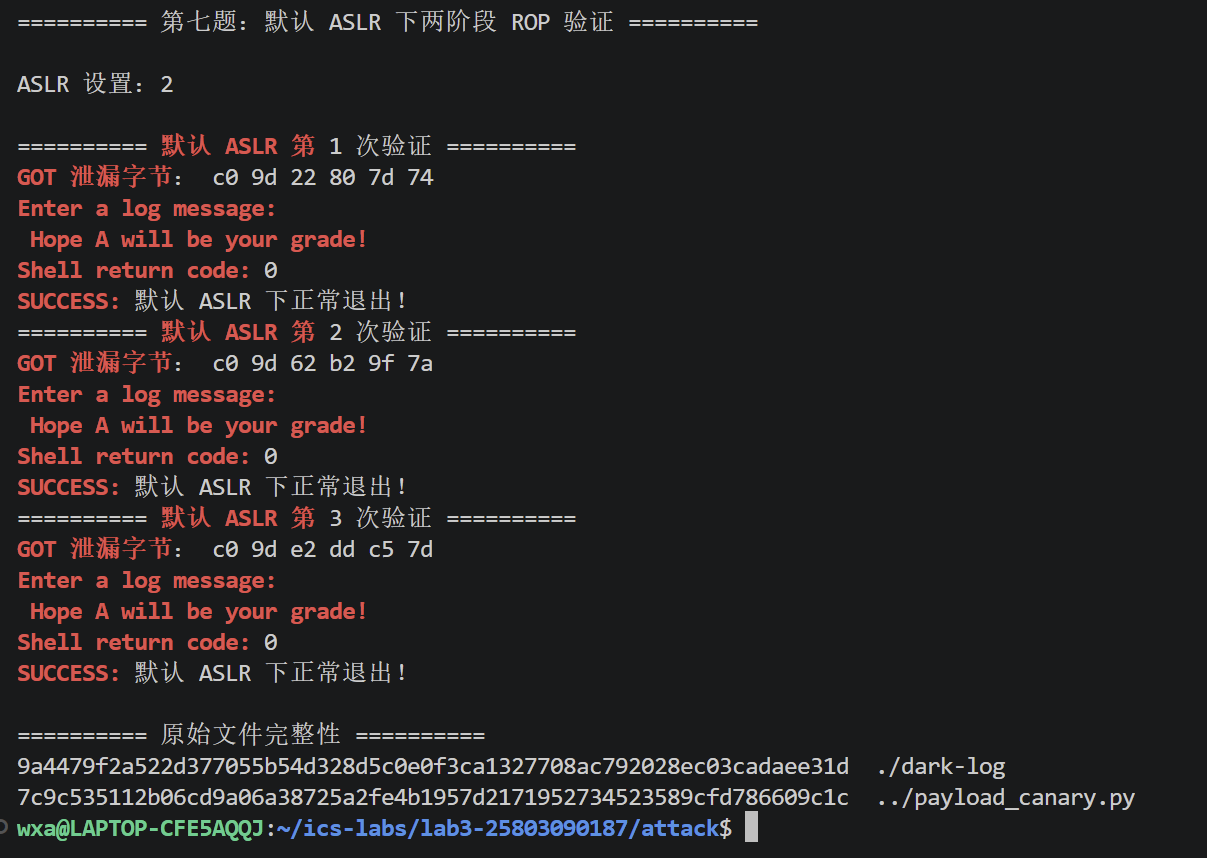 ========== 第七题: 默认 ASLR 下两阶段 ROP 验证 ==========
ASLR 设置: 2
========== 默认 ASLR 第 1 次验证 ==========
GOT 泄漏字节:  c0 9d 22 80 7d 74
Enter a log message:
 Hope A will be your grade!
Shell return code: 0
SUCCESS: 默认 ASLR 下正常退出!
========== 默认 ASLR 第 2 次验证 ==========
GOT 泄漏字节:  c0 9d 62 b2 9f 7a
Enter a log message:
 Hope A will be your grade!
Shell return code: 0
SUCCESS: 默认 ASLR 下正常退出!
========== 默认 ASLR 第 3 次验证 ==========
GOT 泄漏字节:  c0 9d e2 dd c5 7d
Enter a log message:
 Hope A will be your grade!
Shell return code: 0
SUCCESS: 默认 ASLR 下正常退出!
========== 原始文件完整性 ==========
9a4479f2a522d377055b54d328d5c0e0f3ca1327708ac792028ec03cadaee31d  ./dark-log
7c9c535112b06cd9a06a38725a2fe4b1957d2171952734523589cfd786609c1c  ../payload_canary.py
wxa@LAPTOP-CFE5AQQJ:~/ics-labs/lab3-25803090187/attack$